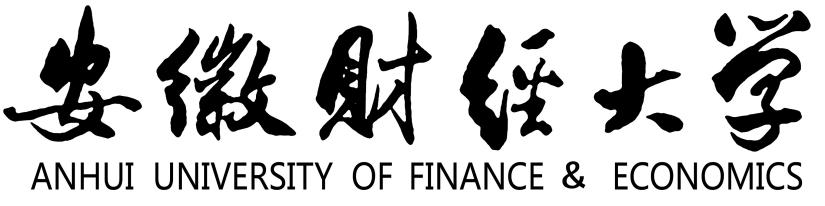 安徽财经大学
ANHUI UNIVERSITY OF FINANCE & ECONOMICS